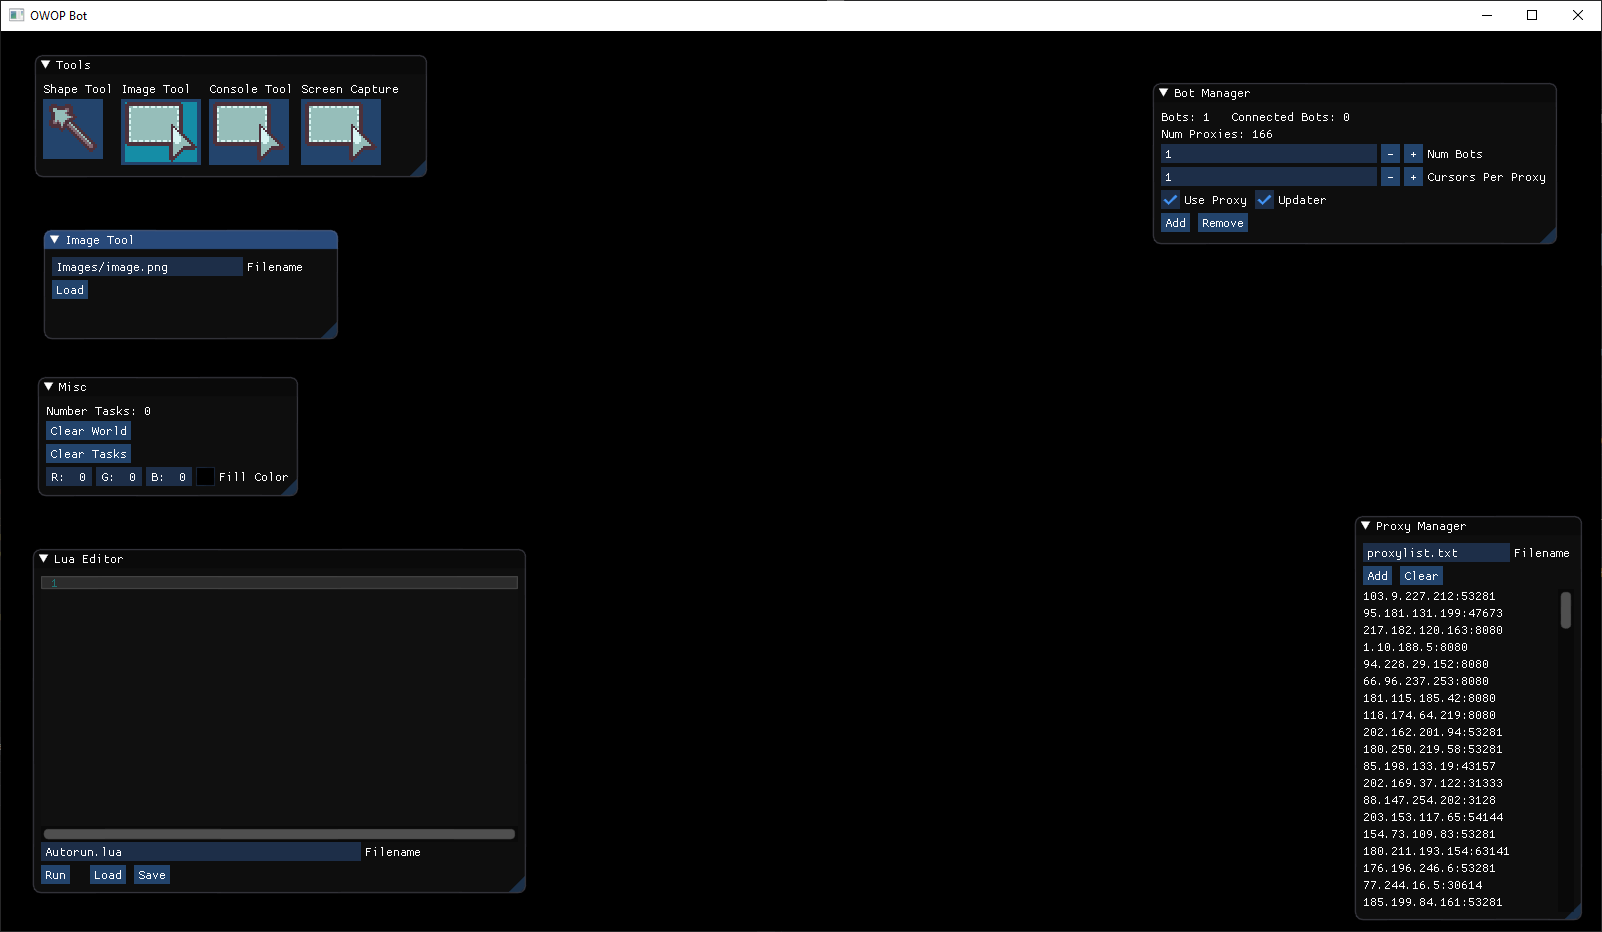 OWOP Bot
Tools
Shape Tool Image Tool Console Tool Screen Capture
Image Tool
Images/image.png Filename
Load
Misc
Number Tasks: 0
Clear World
Clear Tasks
R: 0 G: 0 B: 0 Fill Color
Lua Editor
1
Autorun.lua Filename
Run Load Save
Bot Manager
Bots: 1 Connected Bots: 0
Num Proxies: 166
1 - + Num Bots
1 - + Cursors Per Proxy
Use Proxy Updater
Add Remove
Proxy Manager
proxylist.txt Filename
Add Clear
103.9.227.212:53281
95.181.131.199:47673
217.182.120.163:8080
1.10.188.5:8080
94.228.29.152:8080
66.96.237.253:8080
181.115.185.42:8080
118.174.64.219:8080
202.162.201.94:53281
180.250.219.58:53281
85.198.133.19:43157
202.169.37.122:31333
88.147.254.202:3128
203.153.117.65:54144
154.73.109.83:53281
180.211.193.154:63141
176.196.246.6:53281
77.244.16.5:30614
185.199.84.161:53281